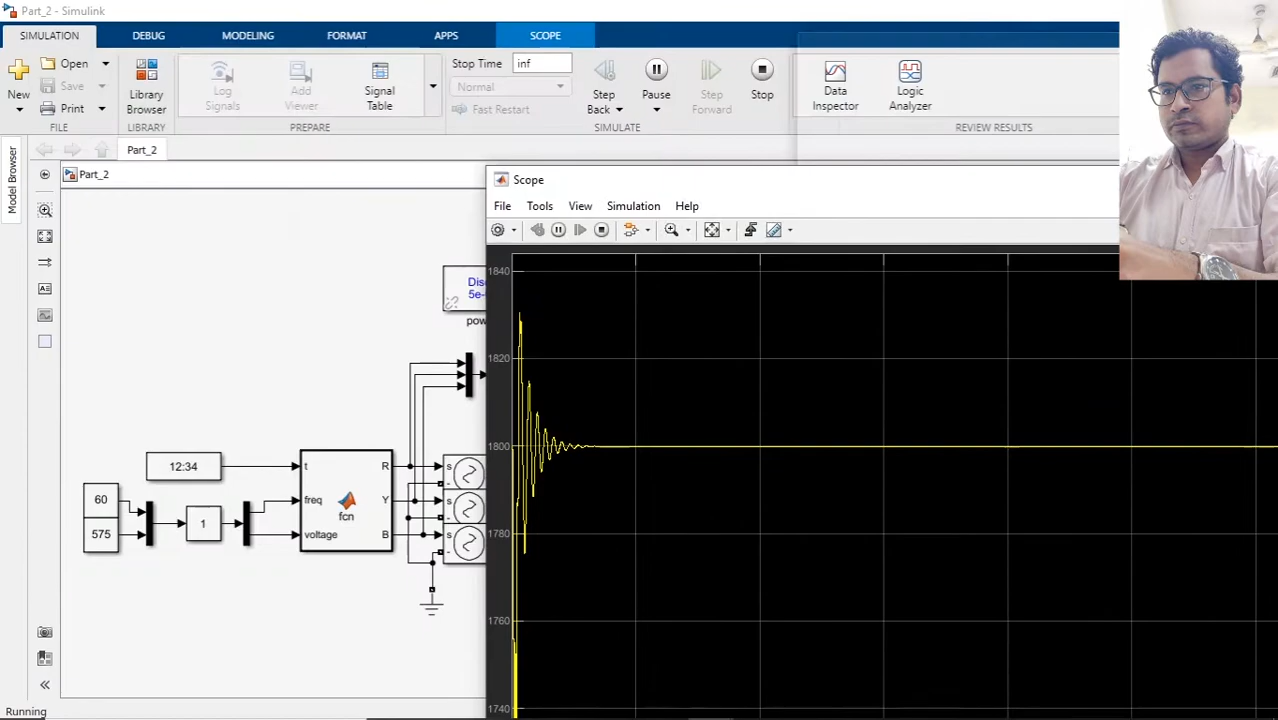 Part_2 - Simulink
SIMULATION DEBUG MODELING FORMAT APPS SCOPE
New
Open
Save
Print
FILE
Library Browser
LIBRARY
Log Signals
Add Viewer
Signal Table
PREPARE
Stop Time inf
Normal
Fast Restart
Step Back
Pause
Step Forward
Stop
SIMULATE
Data Inspector
Logic Analyzer
REVIEW RESULTS
Part_2
Model Browser
Part_2
Scope
File Tools View Simulation Help
1840
1820
1800
1780
1760
1740
12:34
60
575
1
t
freq
voltage
fcn
R
Y
B
s
-
s
-
s
-
Running